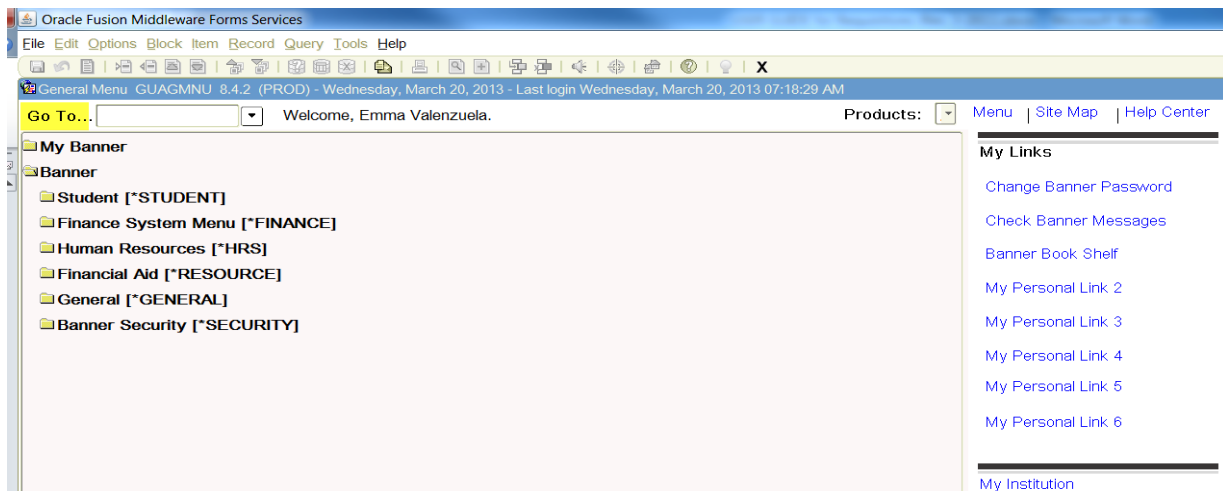 Oracle Fusion Middleware Forms Services
File Edit Options Block Item Record Query Tools Help
X
General Menu GUAGMNU 8.4.2 (PROD) - Wednesday, March 20, 2013 - Last login Wednesday, March 20, 2013 07:18:29 AM
Go To... Welcome, Emma Valenzuela. Products: Menu | Site Map | Help Center
My Banner
Banner
Student [*STUDENT]
Finance System Menu [*FINANCE]
Human Resources [*HRS]
Financial Aid [*RESOURCE]
General [*GENERAL]
Banner Security [*SECURITY]
My Links
Change Banner Password
Check Banner Messages
Banner Book Shelf
My Personal Link 2
My Personal Link 3
My Personal Link 4
My Personal Link 5
My Personal Link 6
My Institution